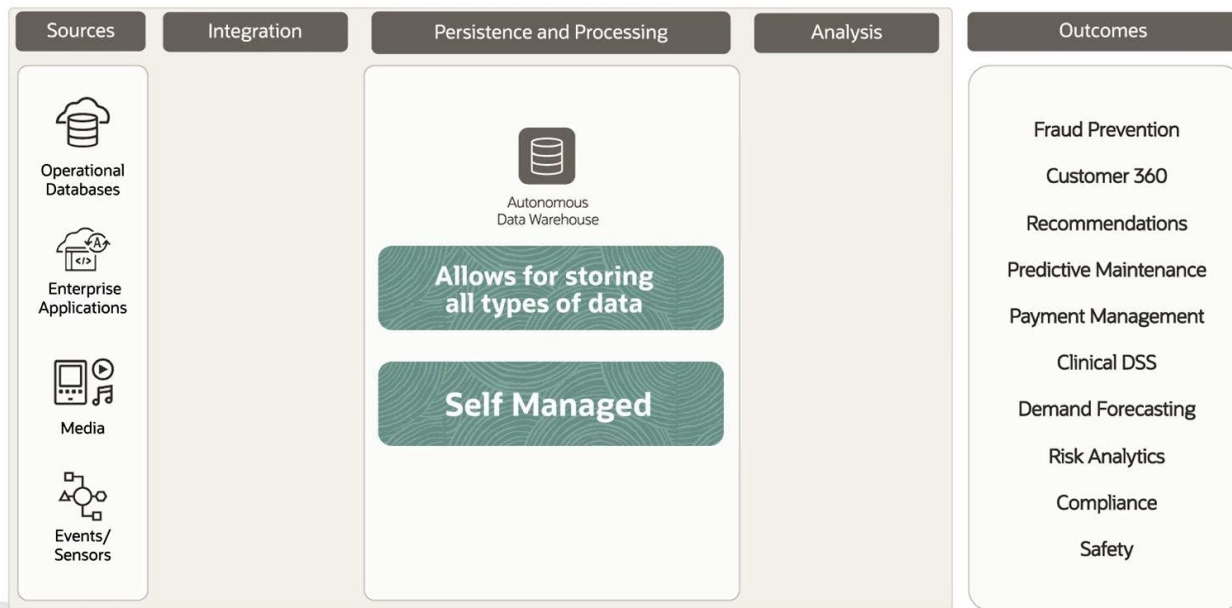 Sources
Integration
Persistence and Processing
Analysis
Outcomes
Operational
Databases
Enterprise
Applications
Media
Events/
Sensors
Autonomous
Data Warehouse
Allows for storing
all types of data
Self Managed
Fraud Prevention
Customer 360
Recommendations
Predictive Maintenance
Payment Management
Clinical DSS
Demand Forecasting
Risk Analytics
Compliance
Safety